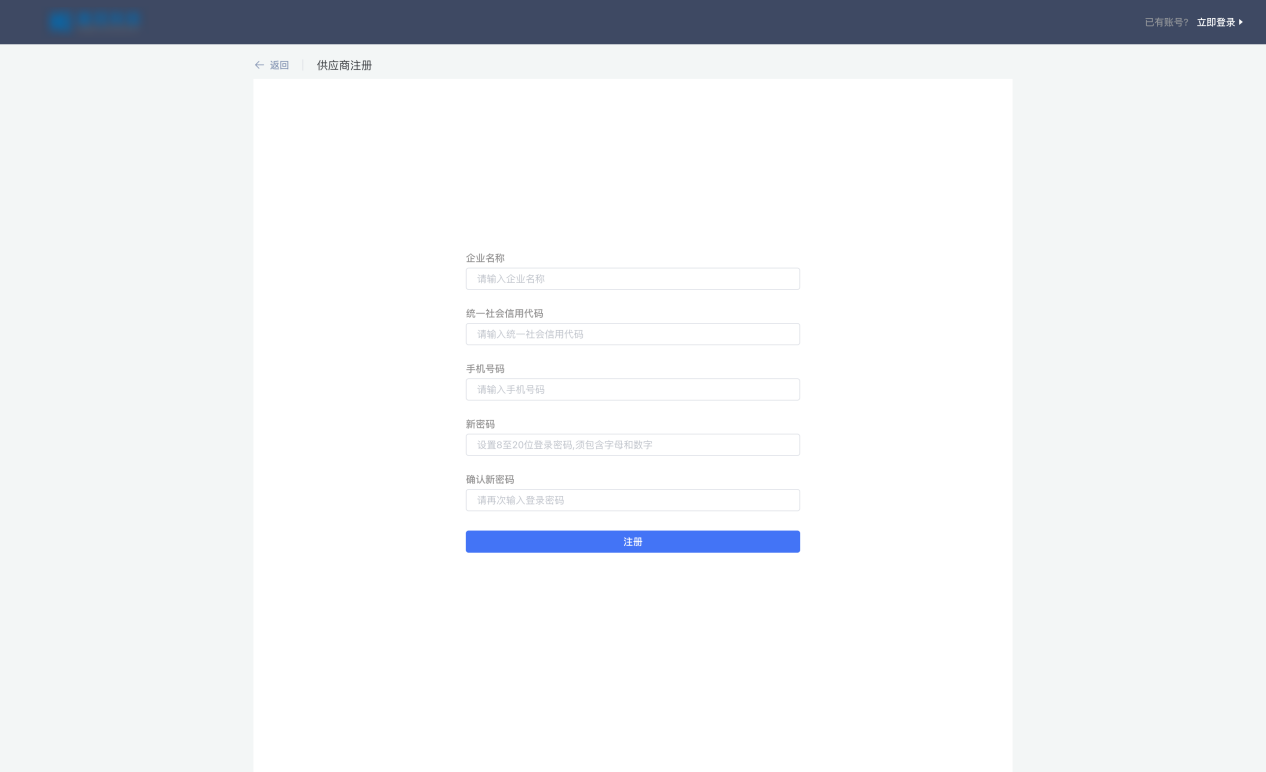 已有账号? 立即登录
返回 供应商注册
企业名称
请输入企业名称
统一社会信用代码
请输入统一社会信用代码
手机号码
请输入手机号码
新密码
设置8至20位登录密码,须包含字母和数字
确认新密码
请再次输入登录密码
注册